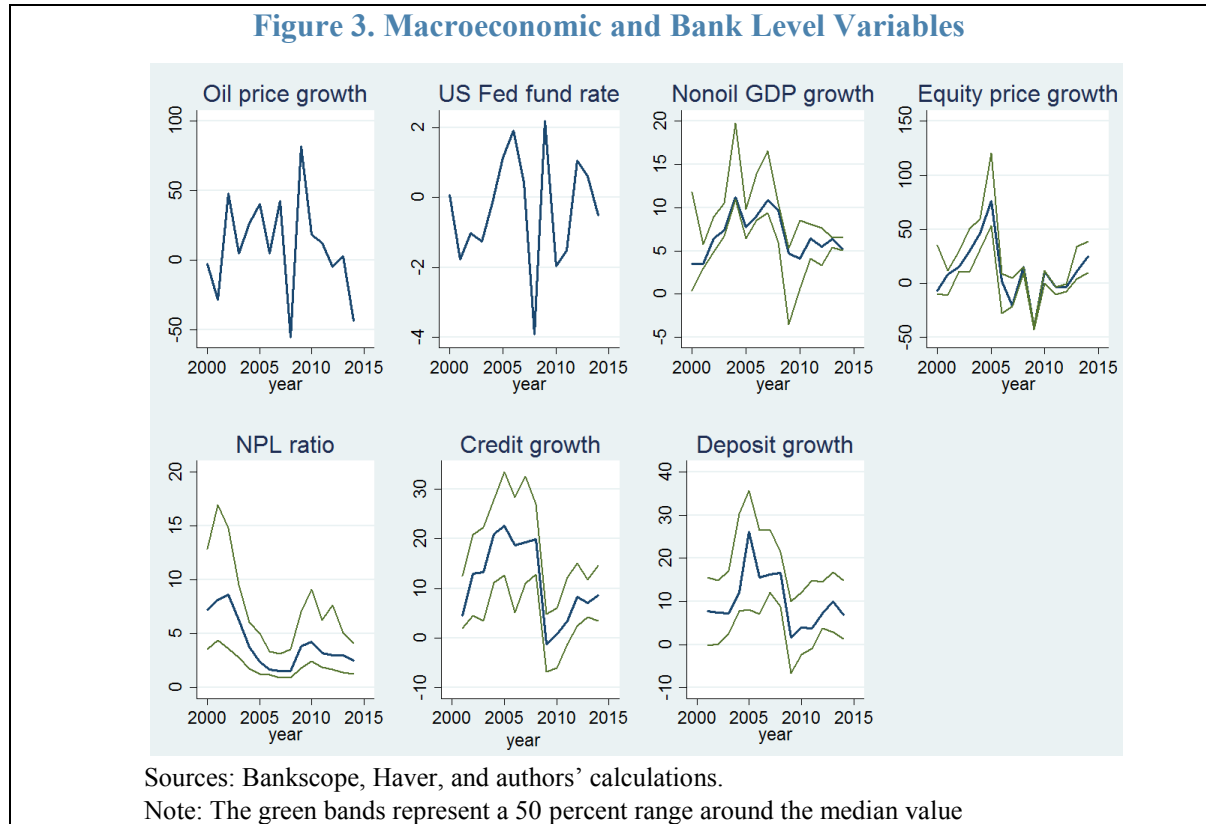 Figure 3. Macroeconomic and Bank Level Variables
Oil price growth
100
50
0
-50
2000 2005 2010 2015
year
US Fed fund rate
2
0
-2
-4
2000 2005 2010 2015
year
Nonoil GDP growth
20
15
10
5
0
-5
2000 2005 2010 2015
year
Equity price growth
150
100
50
0
-50
2000 2005 2010 2015
year
NPL ratio
20
15
10
5
0
2000 2005 2010 2015
year
Credit growth
30
20
10
0
-10
2000 2005 2010 2015
year
Deposit growth
40
30
20
10
0
-10
2000 2005 2010 2015
year
Sources: Bankscope, Haver, and authors’ calculations.
Note: The green bands represent a 50 percent range around the median value